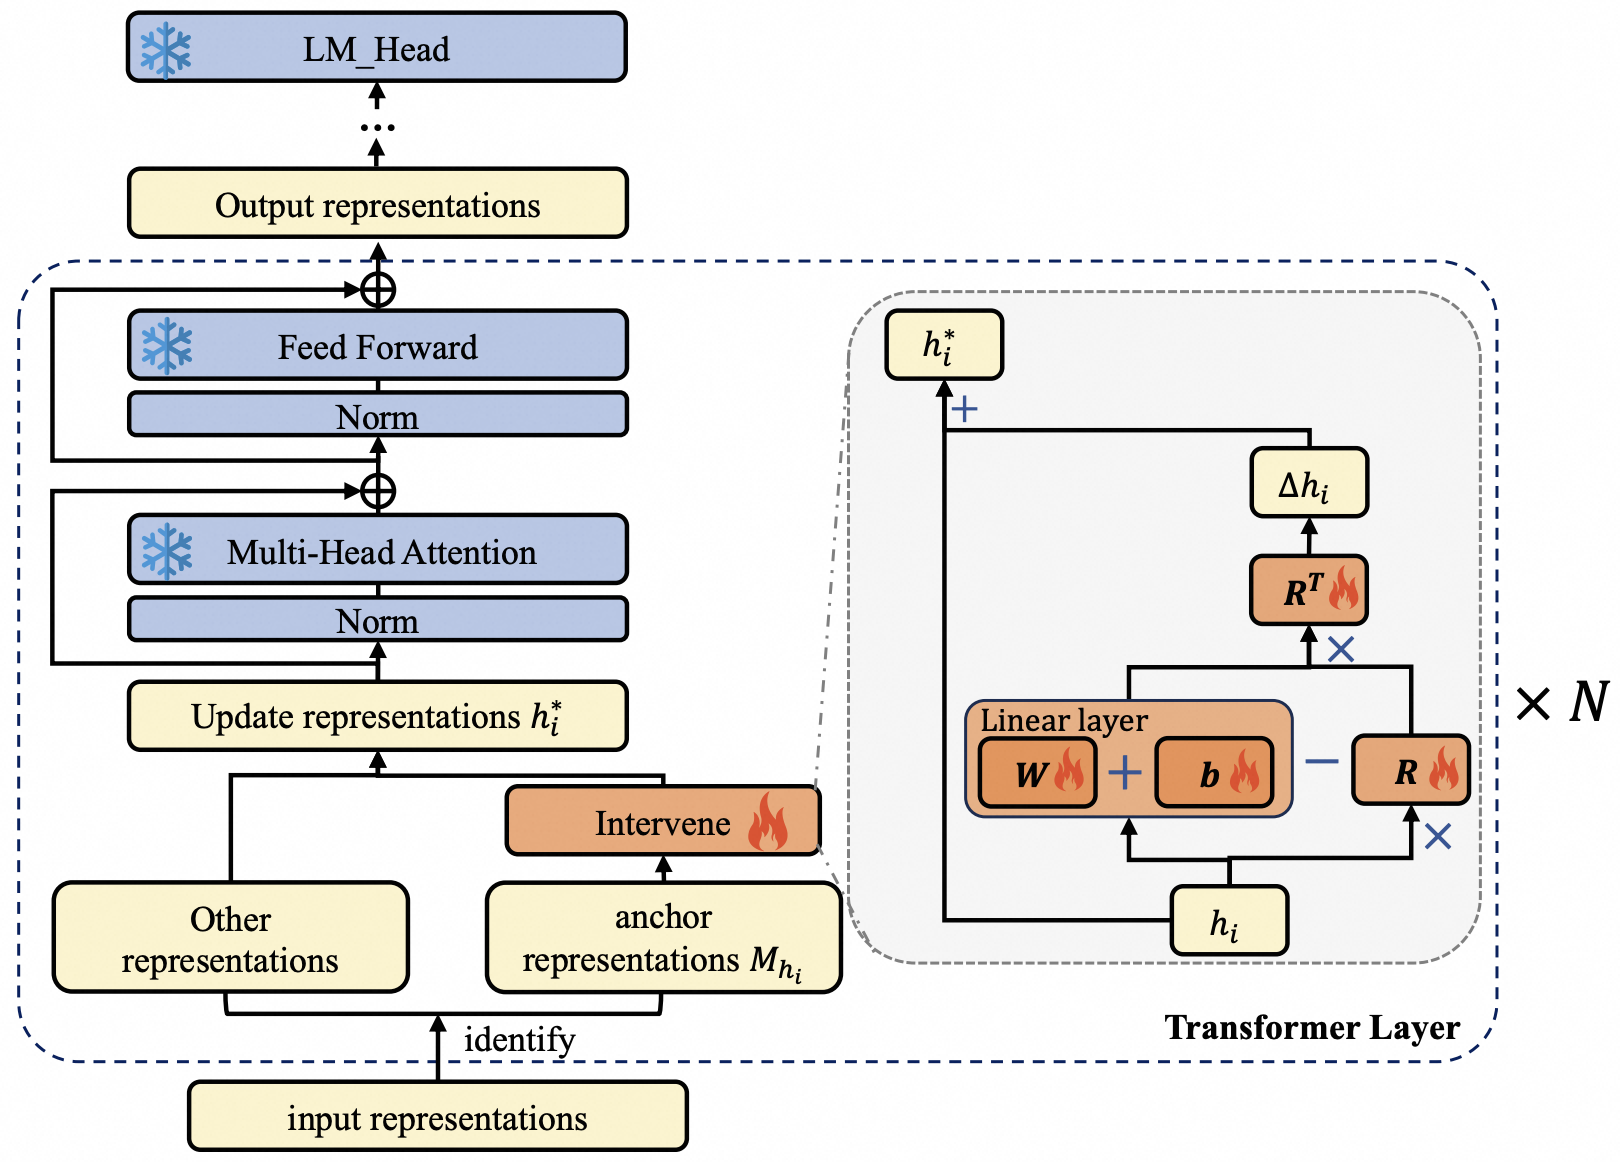 LM_Head
...
Output representations
Feed Forward
Norm
Multi-Head Attention
Norm
Update representations $h_i^*$
Intervene
Other
representations
anchor
representations $M_{h_i}$
identify
input representations
$h_i^*$
+
$\Delta h_i$
$R^T$
×
Linear layer
W + b − R
×
$h_i$
Transformer Layer
× N